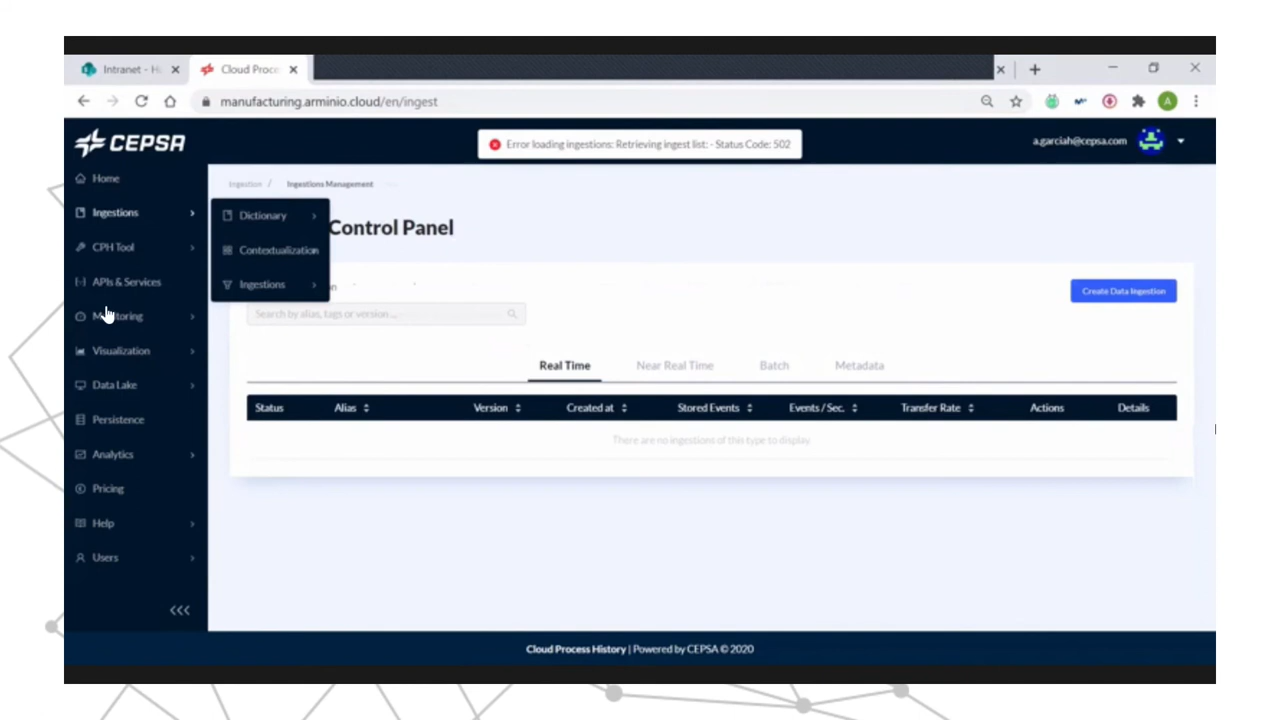 Intranet - H
Cloud Proce
manufacturing.arminio.cloud/en/ingest
CEPSA
Error loading ingestions: Retrieving ingest list: - Status Code: 502
a.garciah@cepsa.com
Home
Ingestions
CPH Tool
APIs & Services
Monitoring
Visualization
Data Lake
Persistence
Analytics
Pricing
Help
Users
<<<
Ingestion / Ingestions Management
Dictionary
Contextualization
Ingestions
Control Panel
Create Data Ingestion
Search by alias, tags or version ...
Real Time Near Real Time Batch Metadata
Status Alias Version Created at Stored Events Events / Sec. Transfer Rate Actions Details
There are no ingestions of this type to display
Cloud Process History | Powered by CEPSA © 2020